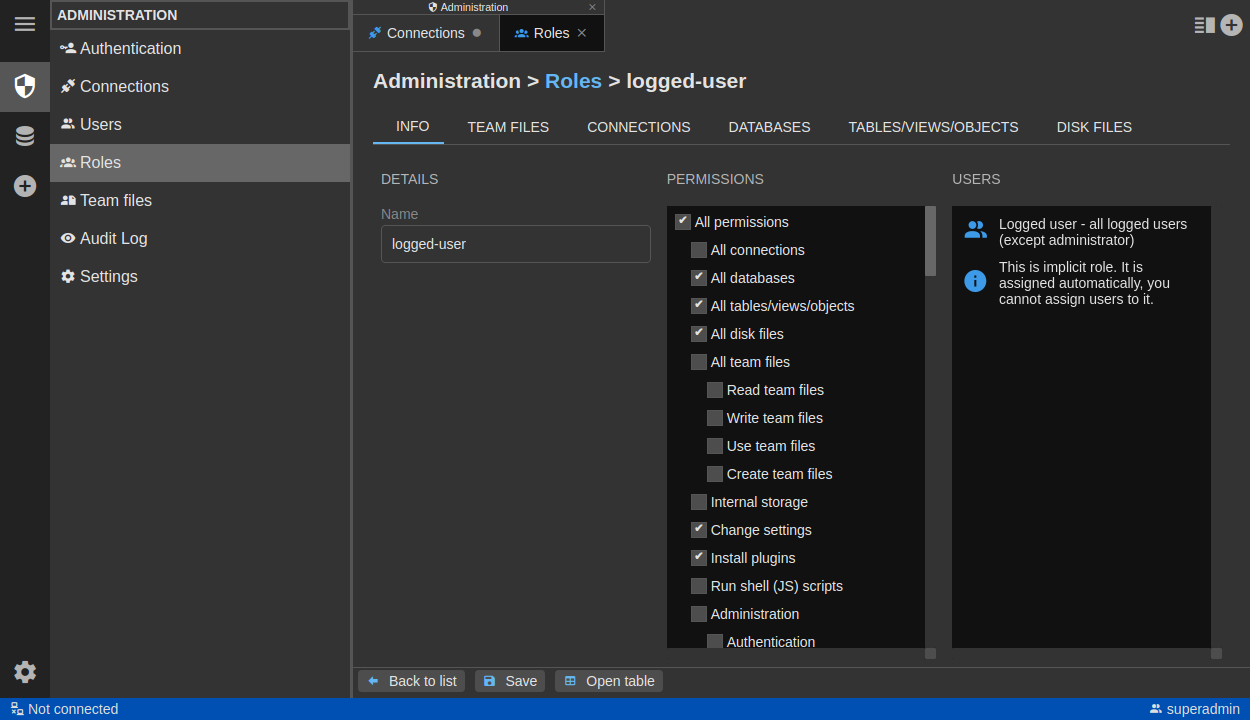 ADMINISTRATION
Authentication
Connections
Users
Roles
Team files
Audit Log
Settings
Administration
Connections
Roles
Administration > Roles > logged-user
INFO
TEAM FILES
CONNECTIONS
DATABASES
TABLES/VIEWS/OBJECTS
DISK FILES
DETAILS
Name
logged-user
PERMISSIONS
All permissions
All connections
All databases
All tables/views/objects
All disk files
All team files
Read team files
Write team files
Use team files
Create team files
Internal storage
Change settings
Install plugins
Run shell (JS) scripts
Administration
Authentication
USERS
Logged user - all logged users
(except administrator)
This is implicit role. It is
assigned automatically, you
cannot assign users to it.
Back to list
Save
Open table
Not connected
superadmin